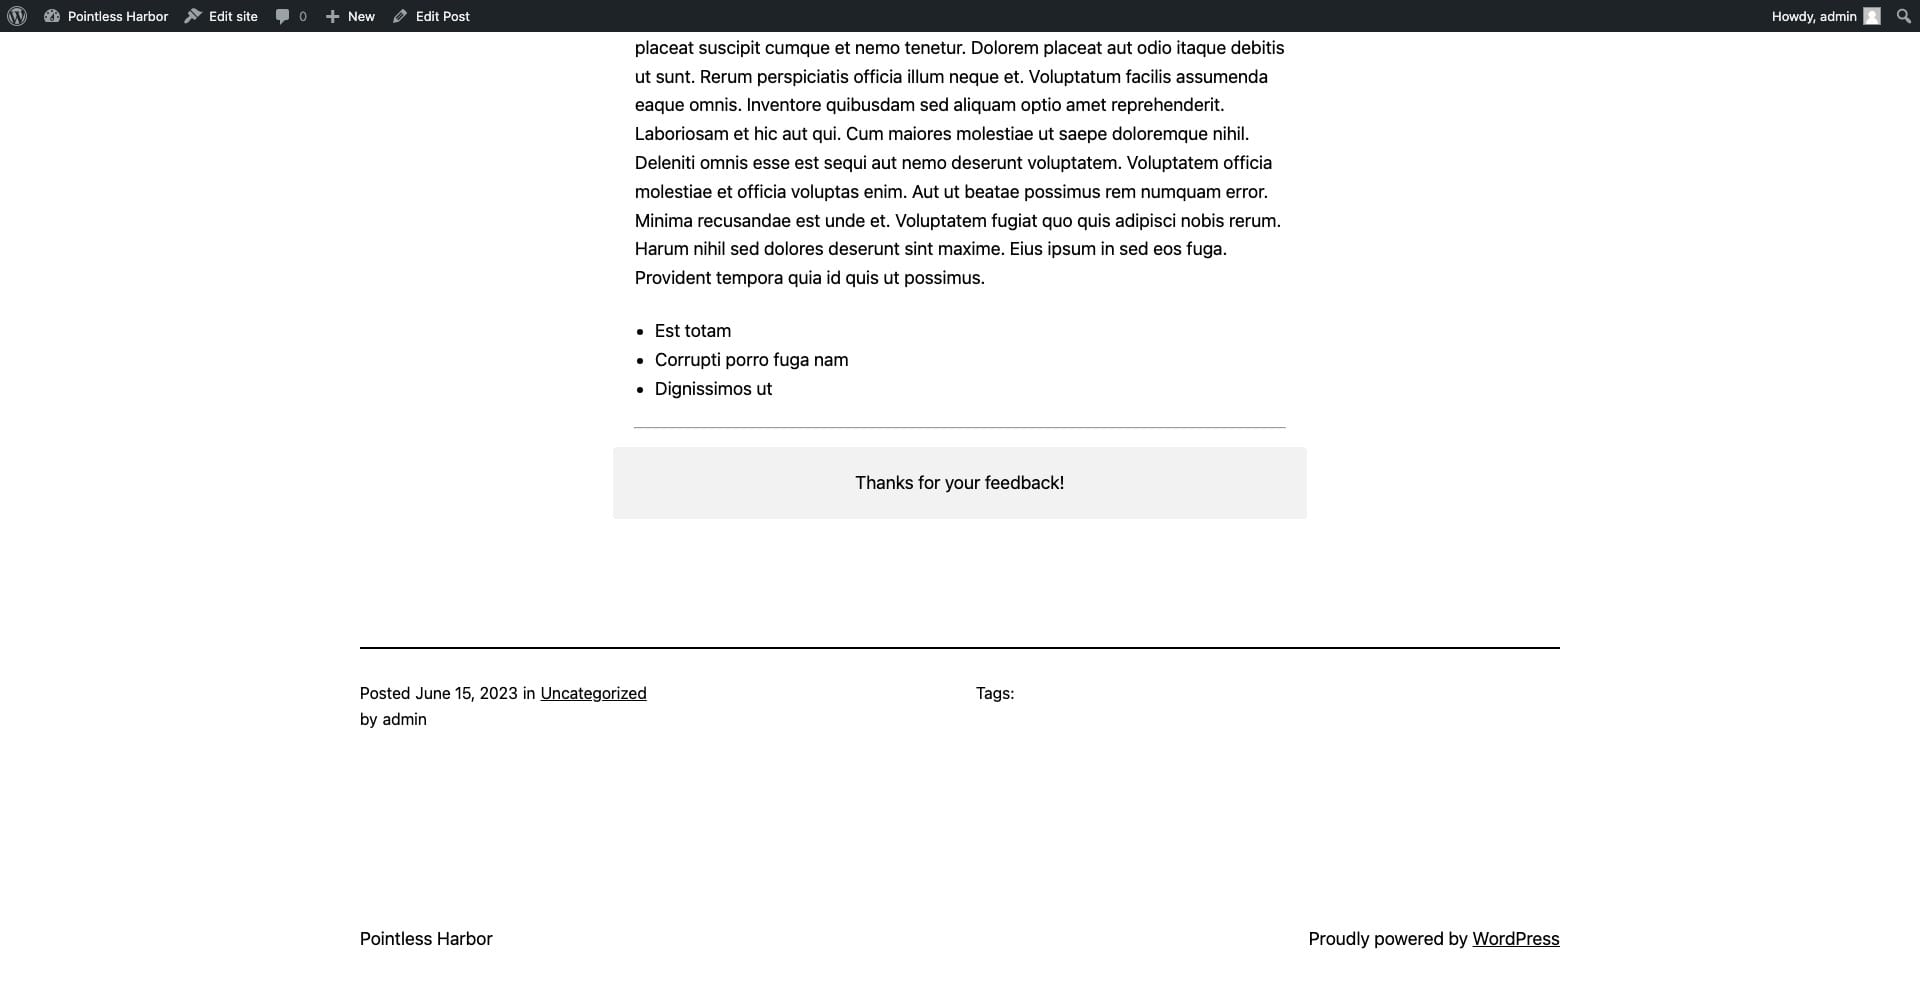 Pointless Harbor Edit site 0 New Edit Post Howdy, admin
placeat suscipit cumque et nemo tenetur. Dolorem placeat aut odio itaque debitis
ut sunt. Rerum perspiciatis officia illum neque et. Voluptatum facilis assumenda
eaque omnis. Inventore quibusdam sed aliquam optio amet reprehenderit.
Laboriosam et hic aut qui. Cum maiores molestiae ut saepe doloremque nihil.
Deleniti omnis esse est sequi aut nemo deserunt voluptatem. Voluptatem officia
molestiae et officia voluptas enim. Aut ut beatae possimus rem numquam error.
Minima recusandae est unde et. Voluptatem fugiat quo quis adipisci nobis rerum.
Harum nihil sed dolores deserunt sint maxime. Eius ipsum in sed eos fuga.
Provident tempora quia id quis ut possimus.
• Est totam
• Corrupti porro fuga nam
• Dignissimos ut
Thanks for your feedback!
Posted June 15, 2023 in Uncategorized
by admin
Tags:
Pointless Harbor
Proudly powered by WordPress